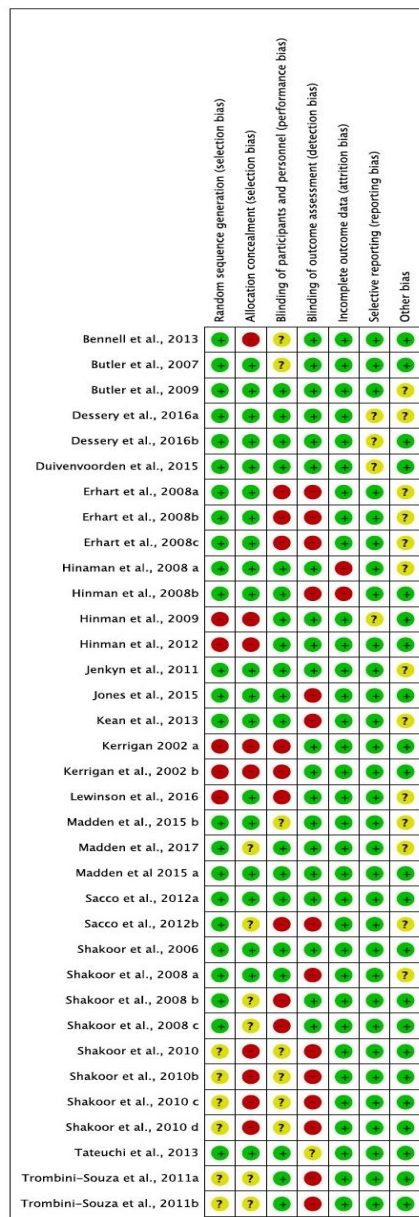 Random sequence generation (selection bias)
Allocation concealment (selection bias)
Blinding of participants and personnel (performance bias)
Blinding of outcome assessment (detection bias)
Incomplete outcome data (attrition bias)
Selective reporting (reporting bias)
Other bias
Bennell et al., 2013 + - ? + + + +
Butler et al., 2007 + + ? + + + +
Butler et al., 2009 + + + + + + ?
Dessery et al., 2016a + + + + + ? ?
Dessery et al., 2016b + + + + + ? +
Duivenvoorden et al., 2015 + + + + + ? +
Erhart et al., 2008a + + - - + + ?
Erhart et al., 2008b + + - - + + ?
Erhart et al., 2008c + + - - + + ?
Hinaman et al., 2008 a + + + + - + ?
Hinman et al., 2008b + + + - - + +
Hinman et al., 2009 - - + + + ? +
Hinman et al., 2012 - - + + + + +
Jenkyn et al., 2011 + + + + + + ?
Jones et al., 2015 + + + - + + +
Kean et al., 2013 + + + - + + ?
Kerrigan 2002 a - - - + + + +
Kerrigan et al., 2002 b - - - + + + +
Lewinson et al., 2016 - + - + + + ?
Madden et al., 2015 b + + ? + + + ?
Madden et al., 2017 + ? + + + + ?
Madden et al 2015 a + + + + + + +
Sacco et al., 2012a + + + + + + +
Sacco et al., 2012b + ? - - + + ?
Shakoor et al., 2006 + + + + + + +
Shakoor et al., 2008 a + + + - + + ?
Shakoor et al., 2008 b + ? - + + + +
Shakoor et al., 2008 c + ? - + + + +
Shakoor et al., 2010 ? - ? - + + +
Shakoor et al., 2010b ? - ? - + + +
Shakoor et al., 2010 c ? - ? - + + +
Shakoor et al., 2010 d ? - ? - + + +
Tateuchi et al., 2013 + + + ? + + +
Trombini-Souza et al., 2011a ? ? + - + + +
Trombini-Souza et al., 2011b ? ? + - + + +